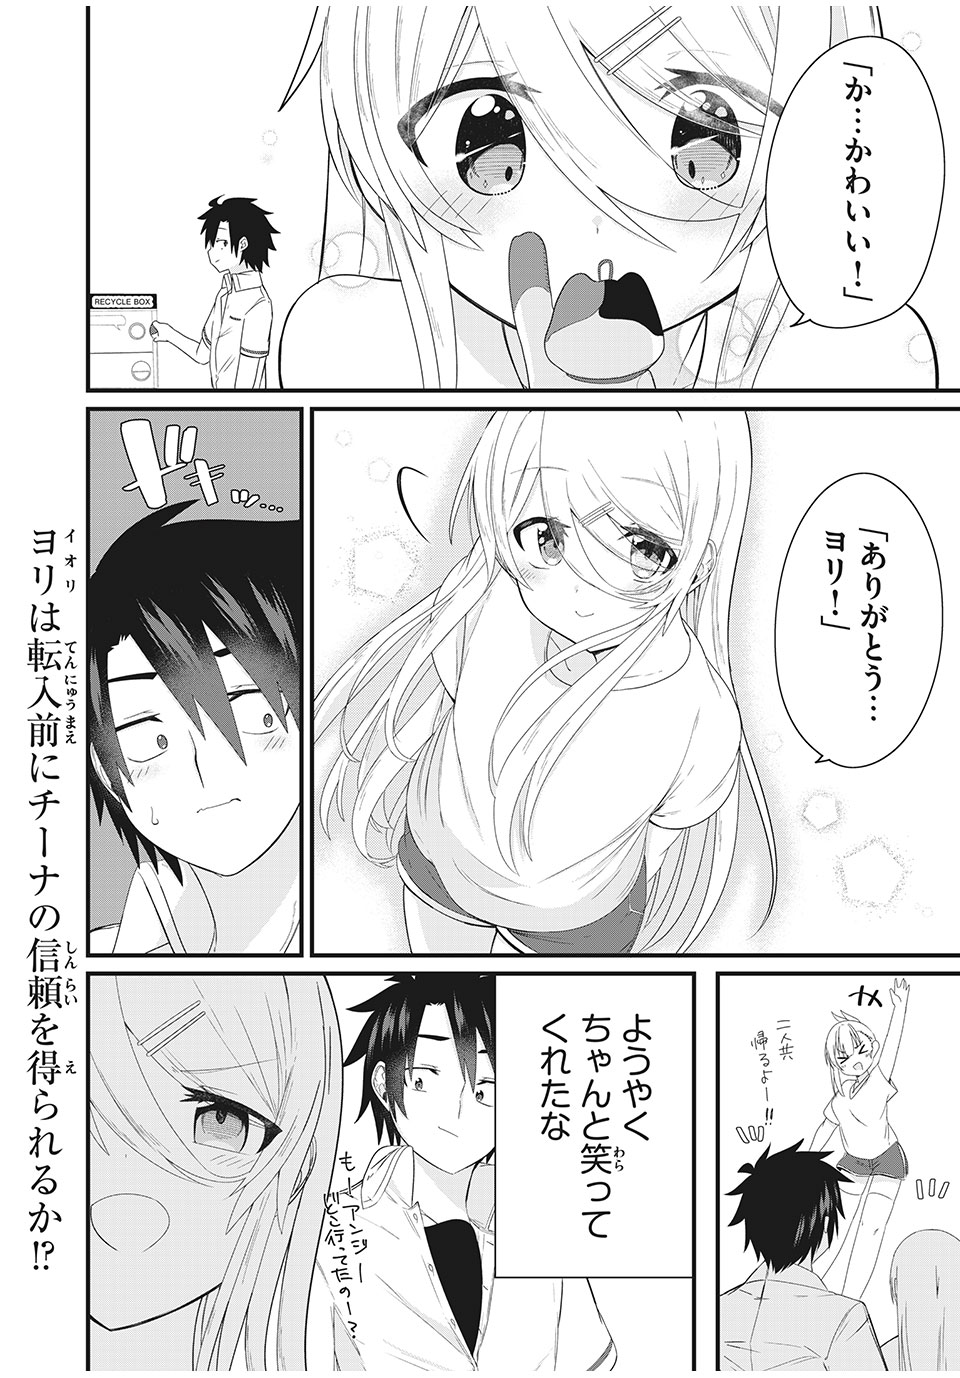 「か…かわいい！」
RECYCLE BOX
「ありがとう…
ヨリ！」
ドキッ…
二人共
帰るよー!!
ようやく
ちゃんと笑って
くれたな
わら
もーアンジー
どこ行ってたのー？
ヨリは転入前にチーナの信頼を得られるか!?
イオリ
てんにゅうまえ
しんらい
え